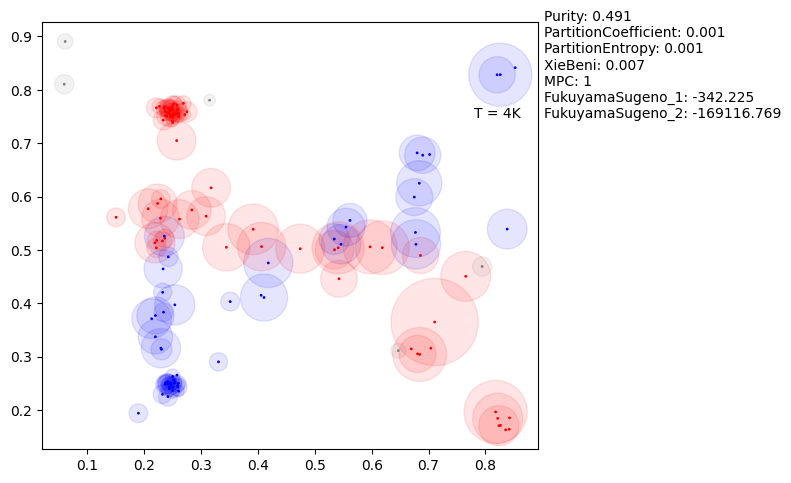 Purity: 0.491
PartitionCoefficient: 0.001
PartitionEntropy: 0.001
XieBeni: 0.007
MPC: 1
FukuyamaSugeno_1: -342.225
FukuyamaSugeno_2: -169116.769
T = 4K
0.9
0.8
0.7
0.6
0.5
0.4
0.3
0.2
0.1 0.2 0.3 0.4 0.5 0.6 0.7 0.8